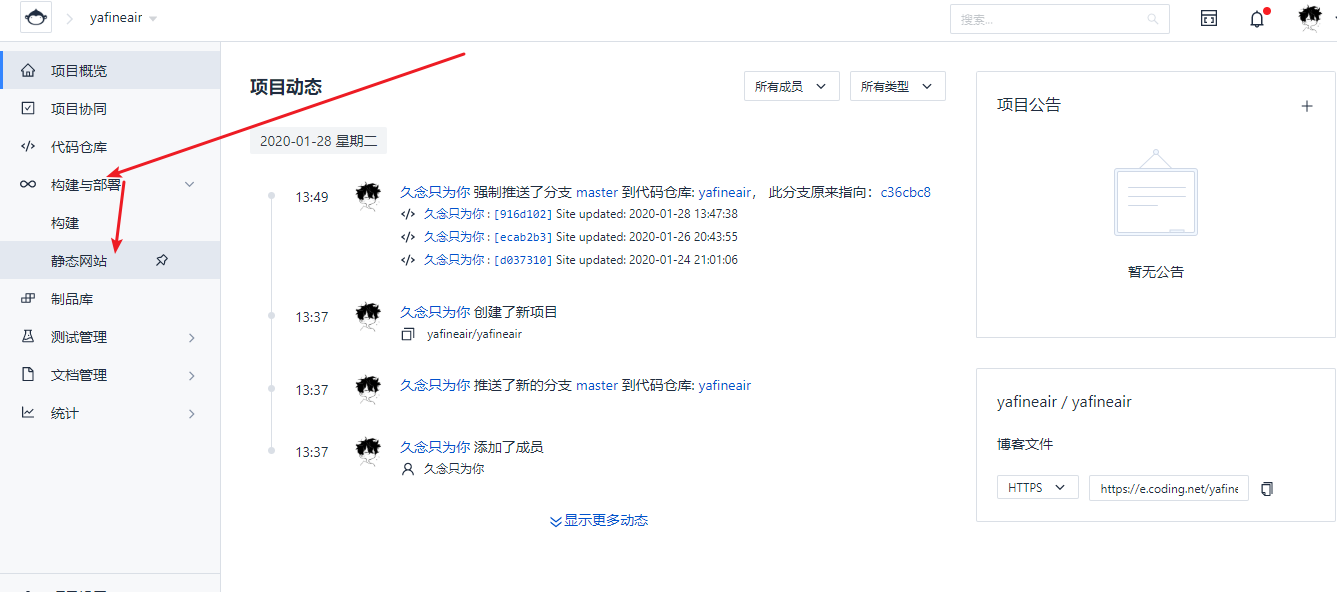 yafineair
搜索...
项目概览
项目协同
代码仓库
构建与部署
构建
静态网站
制品库
测试管理
文档管理
统计
项目动态
所有成员
所有类型
2020-01-28 星期二
13:49
久念只为你 强制推送了分支 master 到代码仓库: yafineair， 此分支原来指向：c36cbc8
久念只为你 : [916d102] Site updated: 2020-01-28 13:47:38
久念只为你 : [ecab2b3] Site updated: 2020-01-26 20:43:55
久念只为你 : [d037310] Site updated: 2020-01-24 21:01:06
13:37
久念只为你 创建了新项目
yafineair/yafineair
13:37
久念只为你 推送了新的分支 master 到代码仓库: yafineair
13:37
久念只为你 添加了成员
久念只为你
显示更多动态
项目公告
暂无公告
yafineair / yafineair
博客文件
HTTPS
https://e.coding.net/yafine